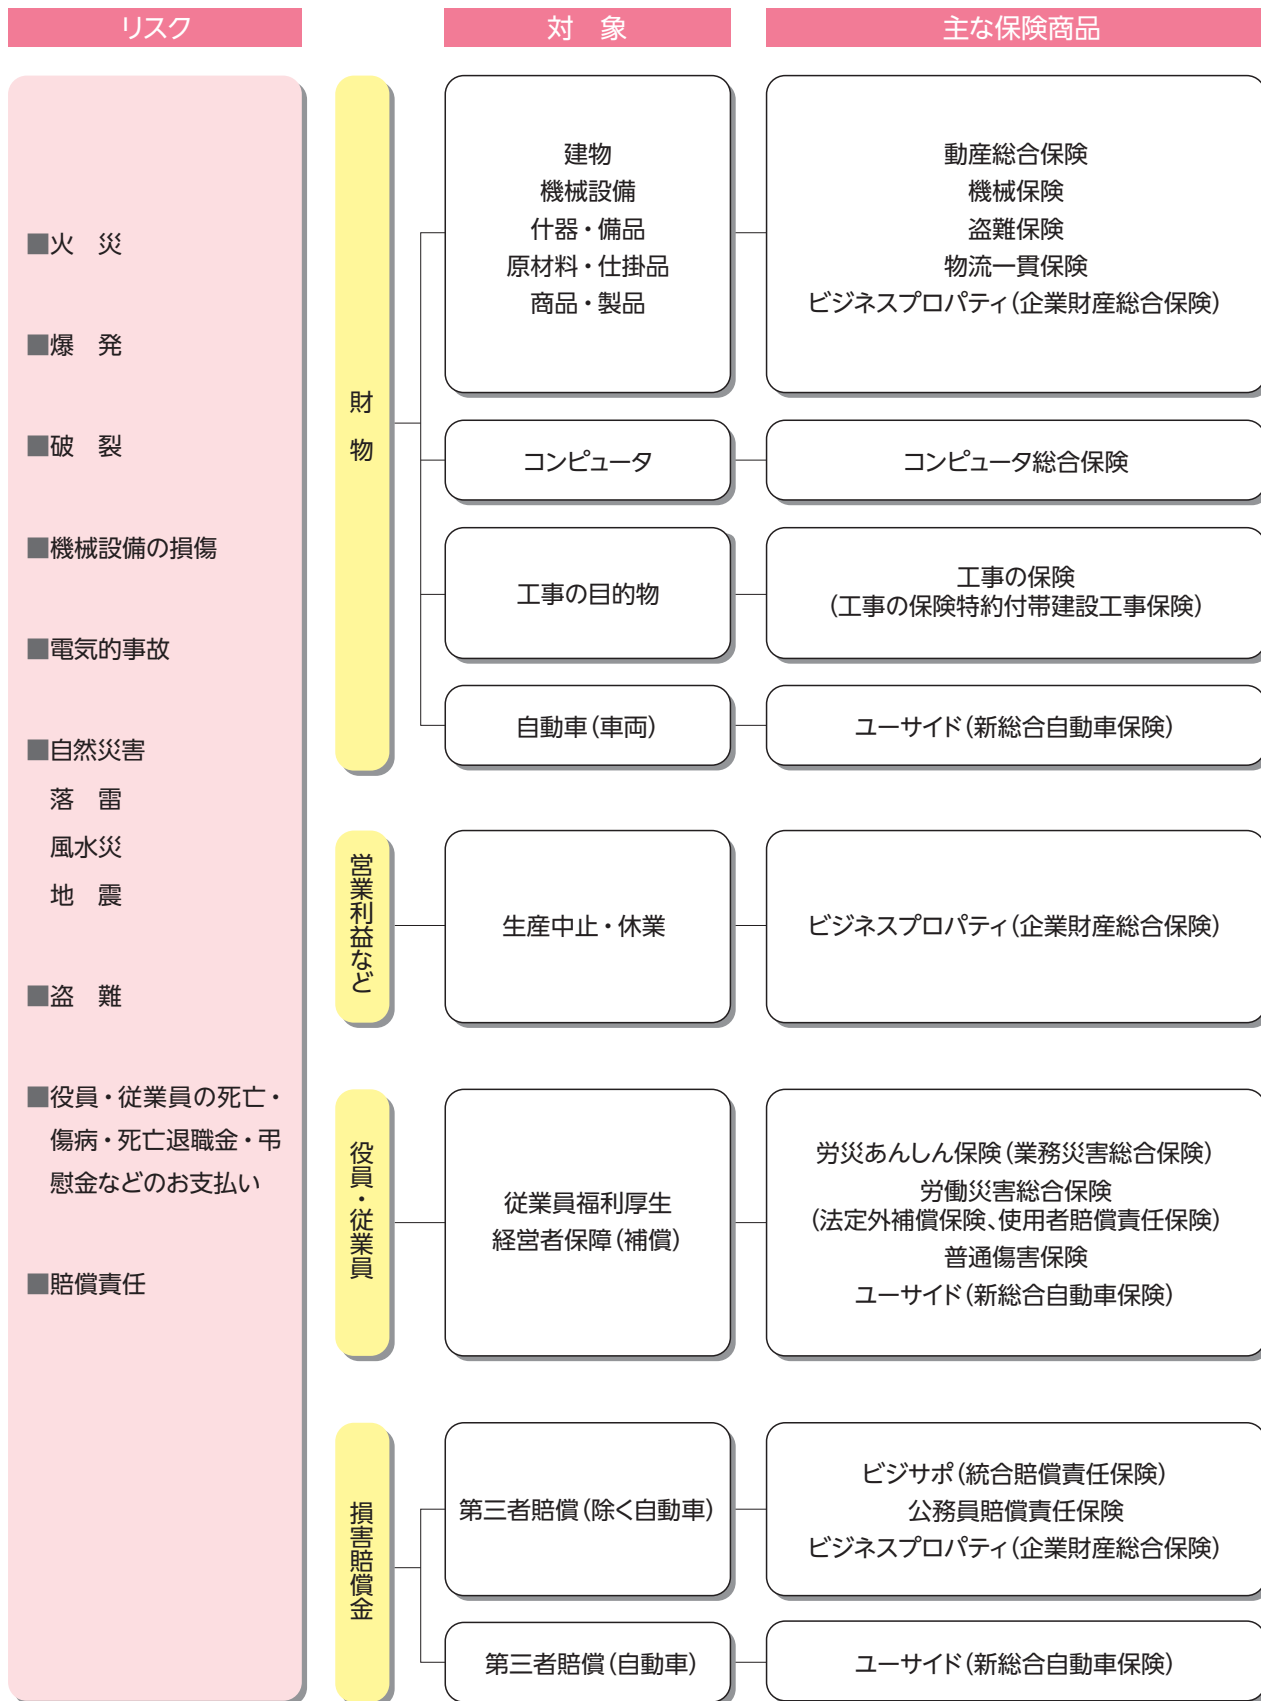 リスク
対　象
主な保険商品
■火　災
■爆　発
■破　裂
■機械設備の損傷
■電気的事故
■自然災害
落　雷
風水災
地　震
■盗　難
■役員・従業員の死亡・
傷病・死亡退職金・弔
慰金などのお支払い
■賠償責任
財物
建物
機械設備
什器・備品
原材料・仕掛品
商品・製品
動産総合保険
機械保険
盗難保険
物流一貫保険
ビジネスプロパティ(企業財産総合保険)
コンピュータ
コンピュータ総合保険
工事の目的物
工事の保険
(工事の保険特約付帯建設工事保険)
自動車(車両)
ユーサイド(新総合自動車保険)
営業利益など
生産中止・休業
ビジネスプロパティ(企業財産総合保険)
役員・従業員
従業員福利厚生
経営者保障(補償)
労災あんしん保険(業務災害総合保険)
労働災害総合保険
(法定外補償保険、使用者賠償責任保険)
普通傷害保険
ユーサイド(新総合自動車保険)
損害賠償金
第三者賠償(除く自動車)
ビジサポ(統合賠償責任保険)
公務員賠償責任保険
ビジネスプロパティ(企業財産総合保険)
第三者賠償(自動車)
ユーサイド(新総合自動車保険)